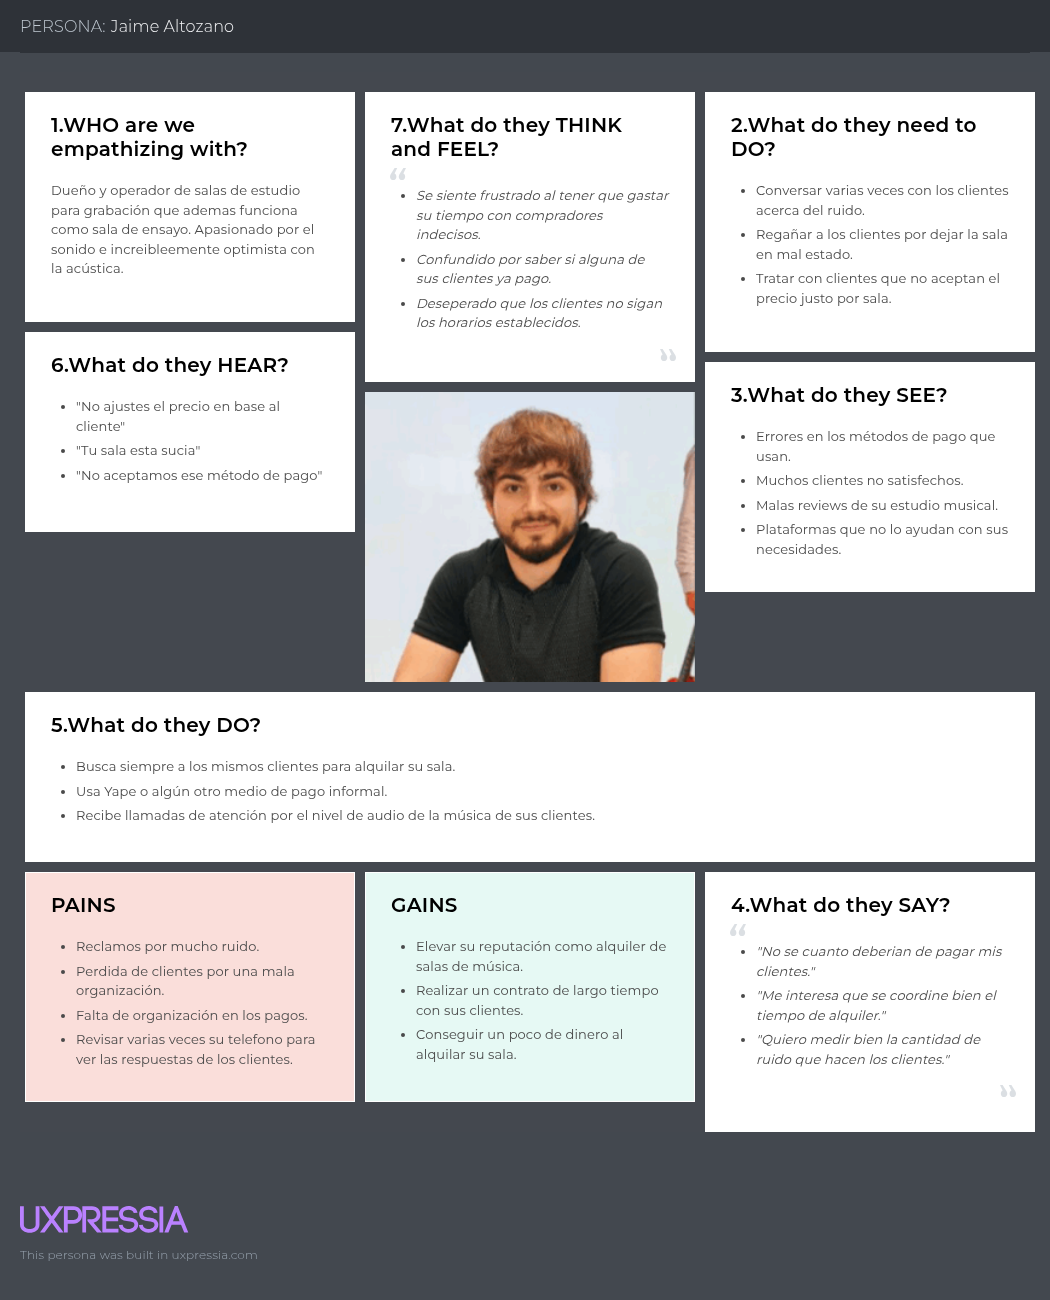 PERSONA: Jaime Altozano
1.WHO are we
empathizing with?
Dueño y operador de salas de estudio
para grabación que ademas funciona
como sala de ensayo. Apasionado por el
sonido e increibleemente optimista con
la acústica.
7.What do they THINK
and FEEL?
“
• Se siente frustrado al tener que gastar
su tiempo con compradores
indecisos.
• Confundido por saber si alguna de
sus clientes ya pago.
• Deseperado que los clientes no sigan
los horarios establecidos.
”
2.What do they need to
DO?
• Conversar varias veces con los clientes
acerca del ruido.
• Regañar a los clientes por dejar la sala
en mal estado.
• Tratar con clientes que no aceptan el
precio justo por sala.
6.What do they HEAR?
• "No ajustes el precio en base al
cliente"
• "Tu sala esta sucia"
• "No aceptamos ese método de pago"
3.What do they SEE?
• Errores en los métodos de pago que
usan.
• Muchos clientes no satisfechos.
• Malas reviews de su estudio musical.
• Plataformas que no lo ayudan con sus
necesidades.
5.What do they DO?
• Busca siempre a los mismos clientes para alquilar su sala.
• Usa Yape o algún otro medio de pago informal.
• Recibe llamadas de atención por el nivel de audio de la música de sus clientes.
PAINS
• Reclamos por mucho ruido.
• Perdida de clientes por una mala
organización.
• Falta de organización en los pagos.
• Revisar varias veces su telefono para
ver las respuestas de los clientes.
GAINS
• Elevar su reputación como alquiler de
salas de música.
• Realizar un contrato de largo tiempo
con sus clientes.
• Conseguir un poco de dinero al
alquilar su sala.
4.What do they SAY?
“
• "No se cuanto deberian de pagar mis
clientes."
• "Me interesa que se coordine bien el
tiempo de alquiler."
• "Quiero medir bien la cantidad de
ruido que hacen los clientes."
”
UXPRESSIA
This persona was built in uxpressia.com